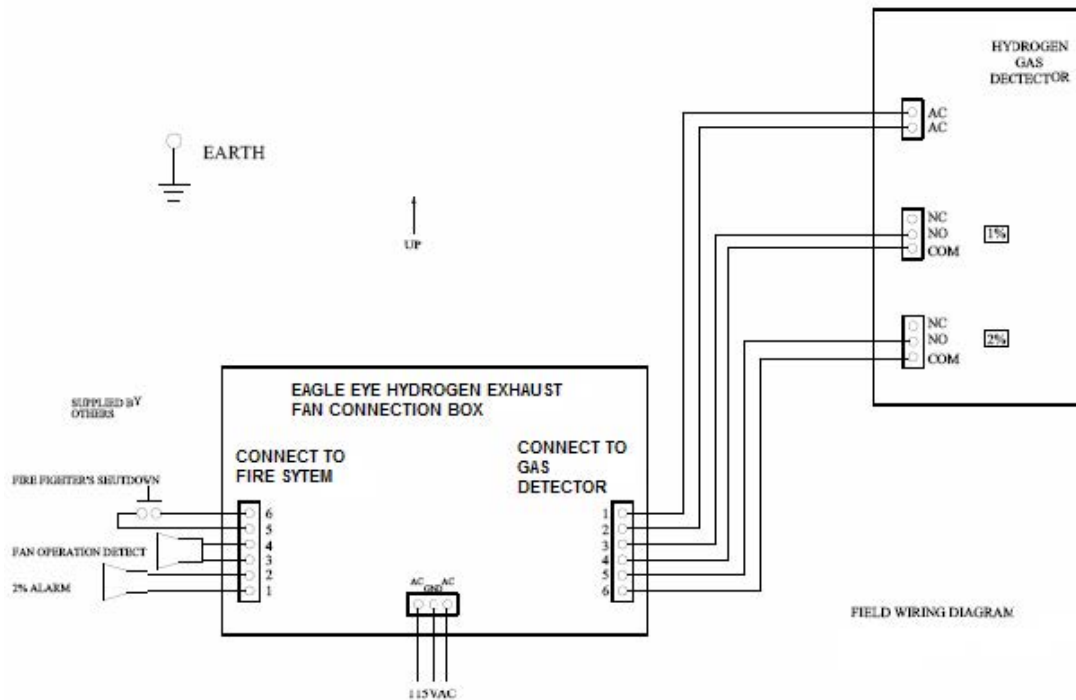 HYDROGEN
GAS
DECTECTOR
AC
AC
EARTH
NC
NO
COM
1%
UP
NC
NO
COM
2%
EAGLE EYE HYDROGEN EXHAUST
FAN CONNECTION BOX
SUPPLIED BY
OTHERS
CONNECT TO
FIRE SYTEM
CONNECT TO
GAS
DETECTOR
FIRE FIGHTER'S SHUTDOWN
6
5
4
3
2
1
FAN OPERATION DETECT
2% ALARM
1
2
3
4
5
6
AC GND AC
115VAC
FIELD WIRING DIAGRAM